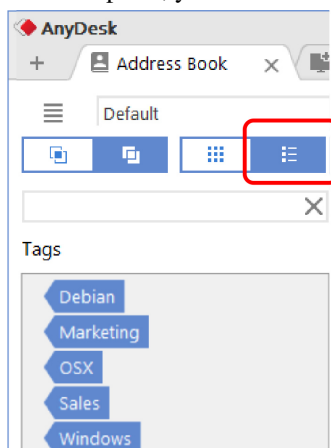 AnyDesk
+ Address Book ×
Default
Tags
Debian
Marketing
OSX
Sales
Windows